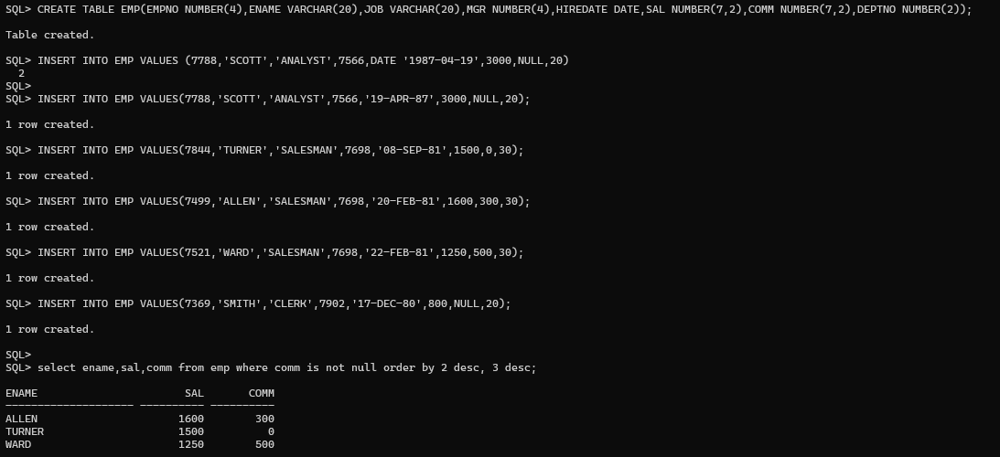 SQL> CREATE TABLE EMP(EMPNO NUMBER(4),ENAME VARCHAR(20),JOB VARCHAR(20),MGR NUMBER(4),HIREDATE DATE,SAL NUMBER(7,2),COMM NUMBER(7,2),DEPTNO NUMBER(2));
Table created.
SQL> INSERT INTO EMP VALUES (7788,'SCOTT','ANALYST',7566,DATE '1987-04-19',3000,NULL,20)
2
SQL>
SQL> INSERT INTO EMP VALUES(7788,'SCOTT','ANALYST',7566,'19-APR-87',3000,NULL,20);
1 row created.
SQL> INSERT INTO EMP VALUES(7844,'TURNER','SALESMAN',7698,'08-SEP-81',1500,0,30);
1 row created.
SQL> INSERT INTO EMP VALUES(7499,'ALLEN','SALESMAN',7698,'20-FEB-81',1600,300,30);
1 row created.
SQL> INSERT INTO EMP VALUES(7521,'WARD','SALESMAN',7698,'22-FEB-81',1250,500,30);
1 row created.
SQL> INSERT INTO EMP VALUES(7369,'SMITH','CLERK',7902,'17-DEC-80',800,NULL,20);
1 row created.
SQL>
SQL> select ename,sal,comm from emp where comm is not null order by 2 desc, 3 desc;
ENAME                       SAL       COMM
-------------------- ---------- ----------
ALLEN                      1600        300
TURNER                     1500          0
WARD                       1250        500